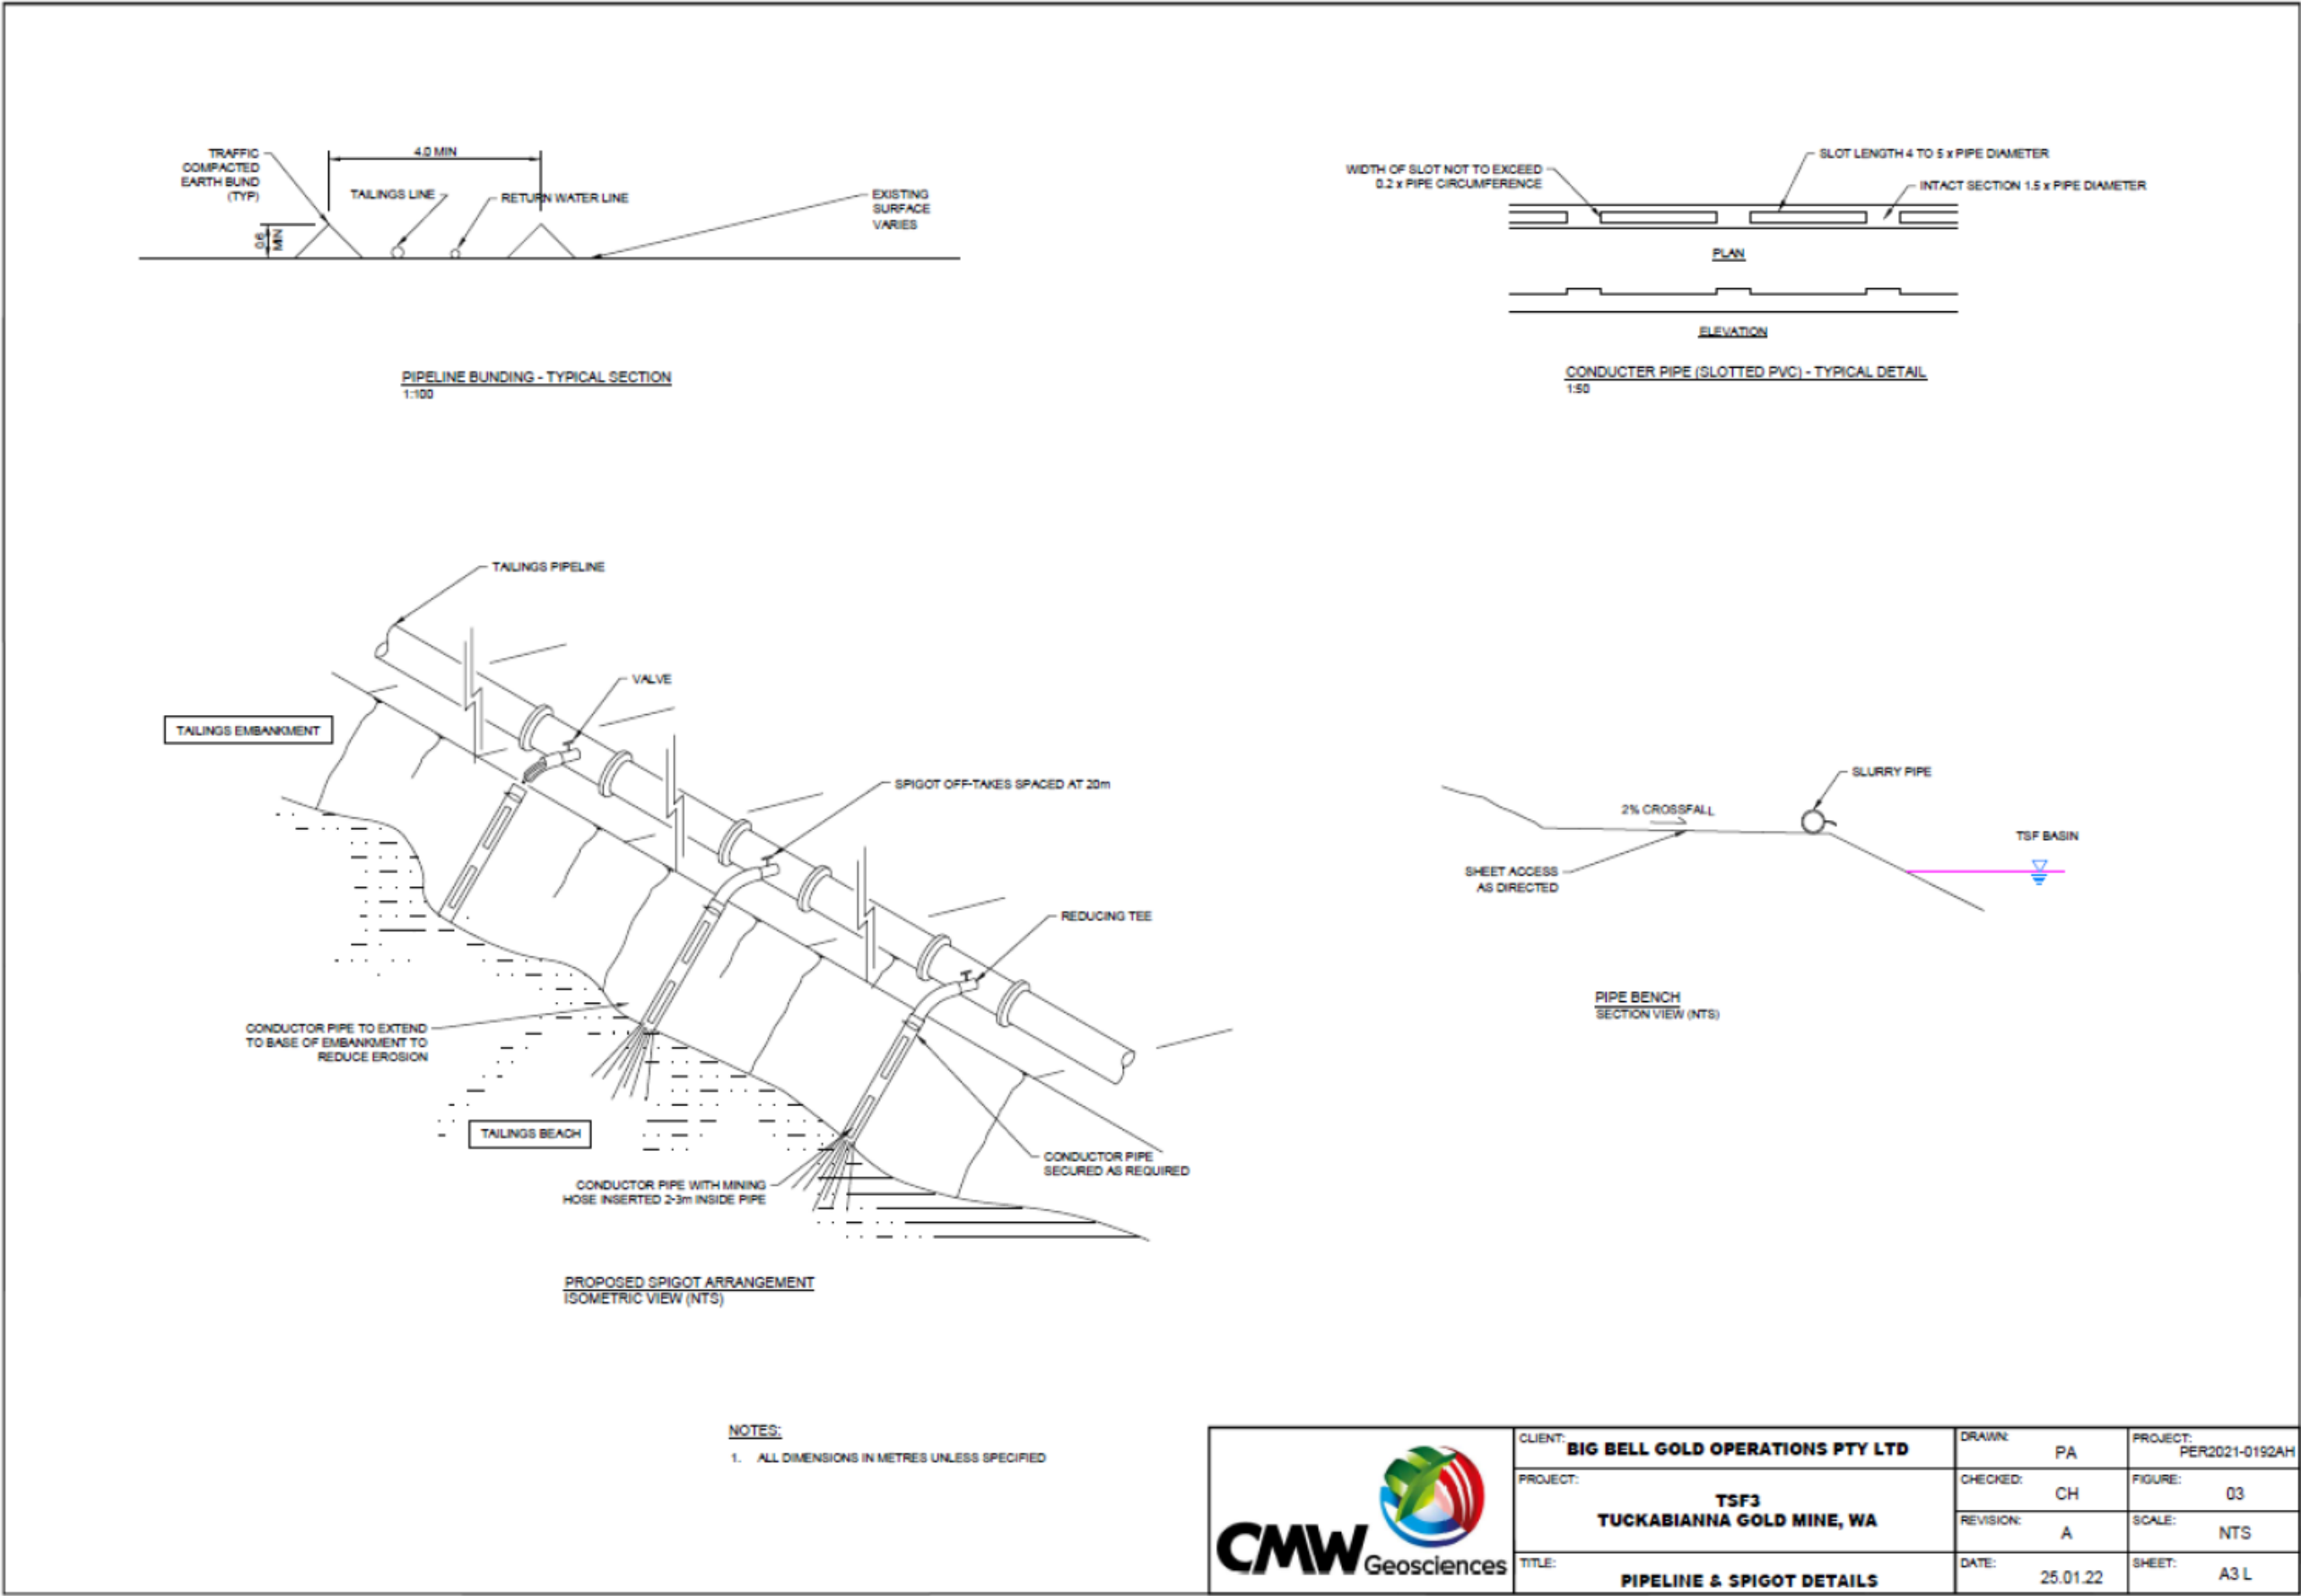 TRAFFIC
COMPACTED
EARTH BUND
(TYP)
4.0 MIN
TAILINGS LINE
RETURN WATER LINE
EXISTING
SURFACE
VARIES
0.6
MIN
PIPELINE BUNDING - TYPICAL SECTION
1:100
WIDTH OF SLOT NOT TO EXCEED
0.2 x PIPE CIRCUMFERENCE
SLOT LENGTH 4 TO 5 x PIPE DIAMETER
INTACT SECTION 1.5 x PIPE DIAMETER
PLAN
ELEVATION
CONDUCTER PIPE (SLOTTED PVC) - TYPICAL DETAIL
1:50
TAILINGS PIPELINE
VALVE
TAILINGS EMBANKMENT
SPIGOT OFF-TAKES SPACED AT 20m
REDUCING TEE
CONDUCTOR PIPE TO EXTEND
TO BASE OF EMBANKMENT TO
REDUCE EROSION
TAILINGS BEACH
CONDUCTOR PIPE WITH MINING
HOSE INSERTED 2-3m INSIDE PIPE
CONDUCTOR PIPE
SECURED AS REQUIRED
PROPOSED SPIGOT ARRANGEMENT
ISOMETRIC VIEW (NTS)
SLURRY PIPE
2% CROSSFALL
TSF BASIN
SHEET ACCESS
AS DIRECTED
PIPE BENCH
SECTION VIEW (NTS)
NOTES:
1. ALL DIMENSIONS IN METRES UNLESS SPECIFIED
CMW Geosciences
CLIENT: BIG BELL GOLD OPERATIONS PTY LTD
PROJECT:
TSF3
TUCKABIANNA GOLD MINE, WA
TITLE: PIPELINE & SPIGOT DETAILS
DRAWN: PA
CHECKED: CH
REVISION: A
DATE: 25.01.22
PROJECT: PER2021-0192AH
FIGURE: 03
SCALE: NTS
SHEET: A3 L